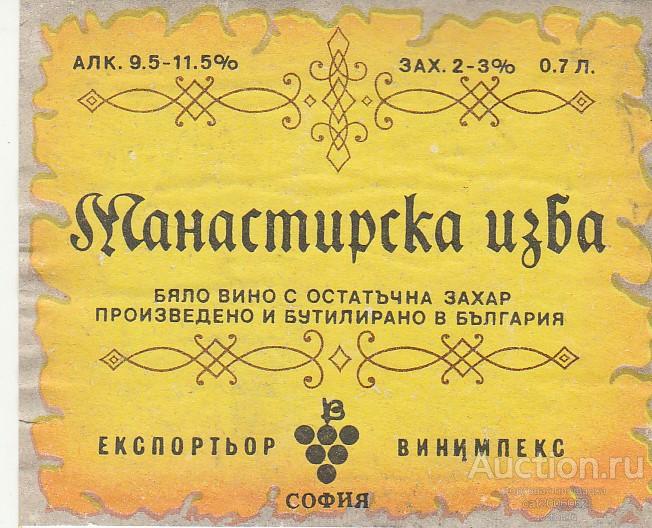 АЛК. 9.5-11.5% ЗАХ. 2-3% 0.7 Л.
Манастирска изба
БЯЛО ВИНО С ОСТАТЪЧНА ЗАХАР
ПРОИЗВЕДЕНО И БУТИЛИРАНО В БЪЛГАРИЯ
В
ЕКСПОРТЬОР ВИНИМПЕКС
СОФИЯ
Auction.ru